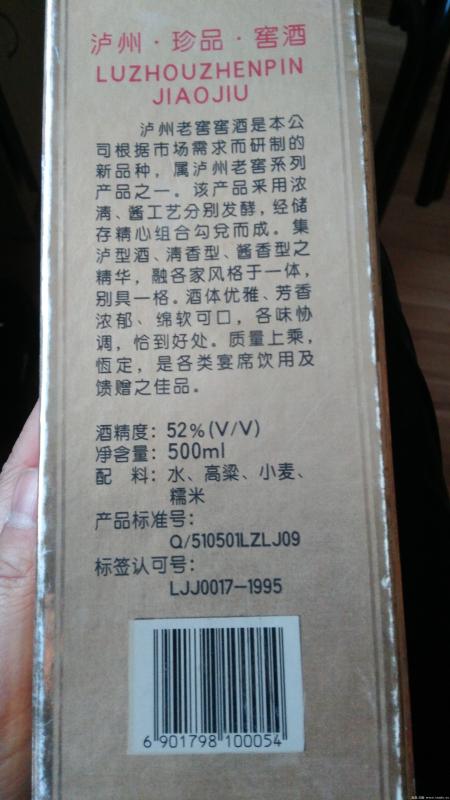 泸州·珍品·窖酒
LUZHOUZHENPIN
JIAOJIU
泸州老窖窖酒是本公
司根据市场需求而研制的
新品种，属泸州老窖系列
产品之一。该产品采用浓
清、酱工艺分别发酵，经储
存精心组合勾兑而成。集
泸型酒、清香型、酱香型之
精华，融各家风格于一体，
别具一格。酒体优雅、芳香
浓郁、绵软可口，各味协
调，恰到好处。质量上乘，
恆定，是各类宴席饮用及
馈赠之佳品。
酒精度：52%(V/V)
净含量：500ml
配 料：水、高粱、小麦、
糯米
产品标准号：
Q/510501LZLJ09
标签认可号：
LJJ0017-1995
6 901798 100054